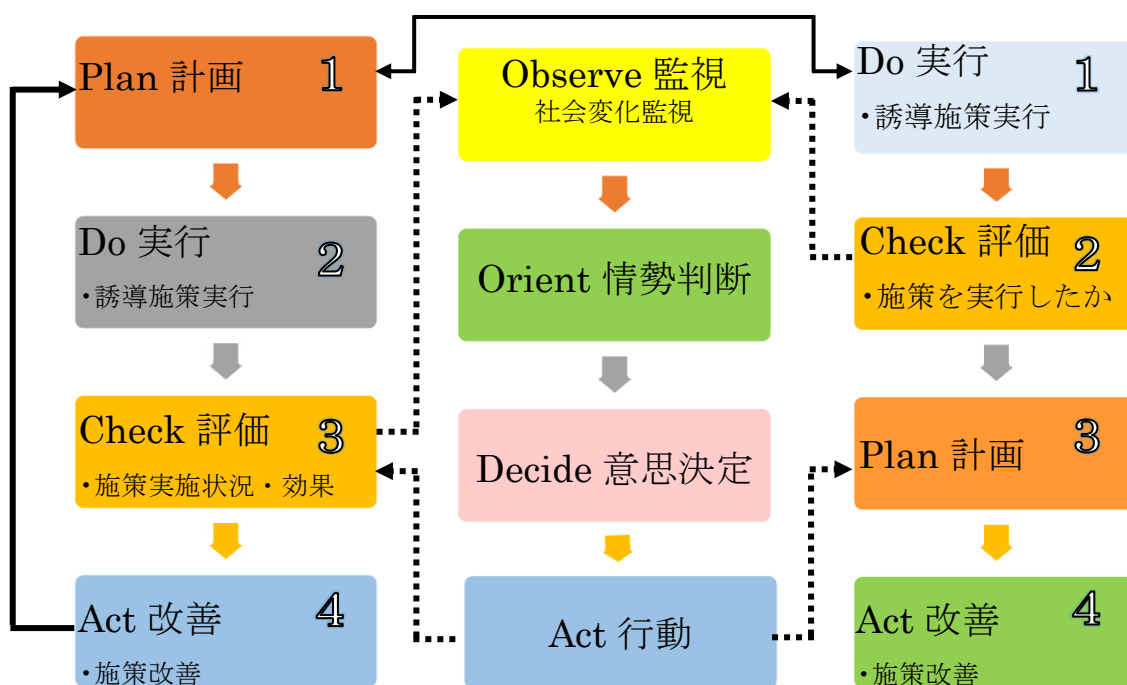 Plan 計画 1
Do 実行 2
・誘導施策実行
Check 評価 3
・施策実施状況・効果
Act 改善 4
・施策改善
Observe 監視
社会変化監視
Orient 情勢判断
Decide 意思決定
Act 行動
Do 実行 1
・誘導施策実行
Check 評価 2
・施策を実行したか
Plan 計画 3
Act 改善 4
・施策改善